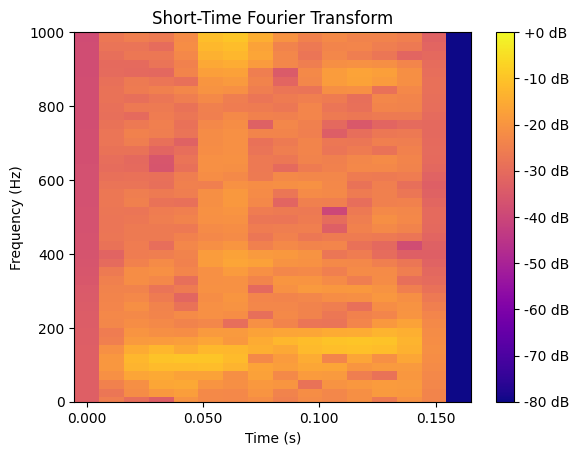 Short-Time Fourier Transform
Frequency (Hz)
1000
800
600
400
200
0
0.000
0.050
0.100
0.150
Time (s)
+0 dB
-10 dB
-20 dB
-30 dB
-40 dB
-50 dB
-60 dB
-70 dB
-80 dB